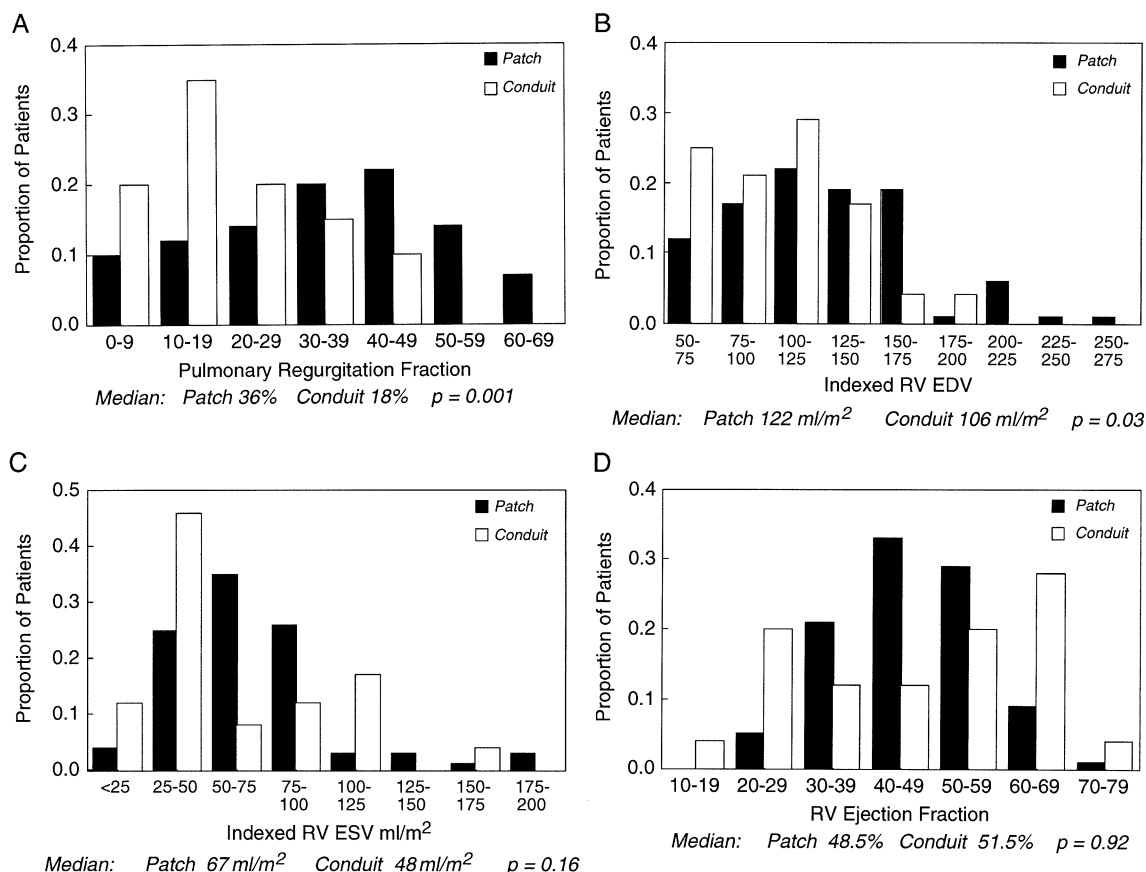 A
Proportion of Patients
0.4
0.3
0.2
0.1
0.0
Patch
Conduit
0-9 10-19 20-29 30-39 40-49 50-59 60-69
Pulmonary Regurgitation Fraction
Median: Patch 36% Conduit 18% p = 0.001
B
Proportion of Patients
0.4
0.3
0.2
0.1
0.0
Patch
Conduit
50- 75- 100- 125- 150- 175- 200- 225- 250-
75 100 125 150 175 200 225 250 275
Indexed RV EDV
Median: Patch 122 ml/m² Conduit 106 ml/m² p = 0.03
C
Proportion of Patients
0.5
0.4
0.3
0.2
0.1
0.0
Patch
Conduit
<25 25-50 50-75 75- 100- 125- 150- 175-
100 125 150 175 200
Indexed RV ESV ml/m²
Median: Patch 67 ml/m² Conduit 48 ml/m² p = 0.16
D
Proportion of Patients
0.4
0.3
0.2
0.1
0.0
Patch
Conduit
10-19 20-29 30-39 40-49 50-59 60-69 70-79
RV Ejection Fraction
Median: Patch 48.5% Conduit 51.5% p = 0.92